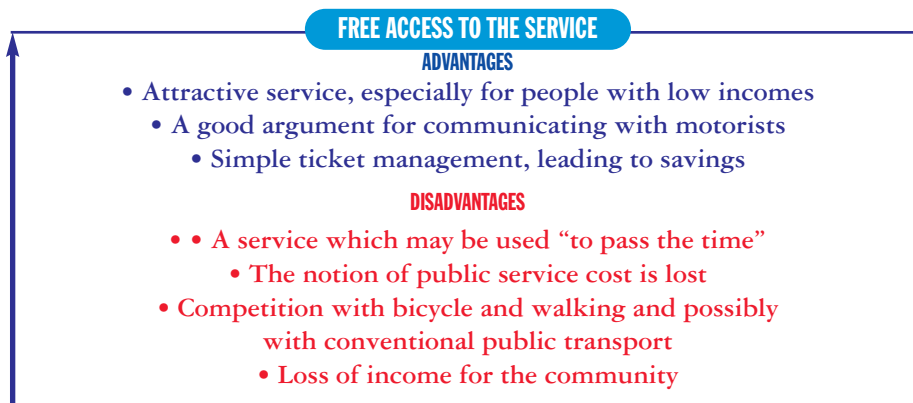 FREE ACCESS TO THE SERVICE
ADVANTAGES
• Attractive service, especially for people with low incomes
• A good argument for communicating with motorists
• Simple ticket management, leading to savings
DISADVANTAGES
• • A service which may be used “to pass the time”
• The notion of public service cost is lost
• Competition with bicycle and walking and possibly
with conventional public transport
• Loss of income for the community